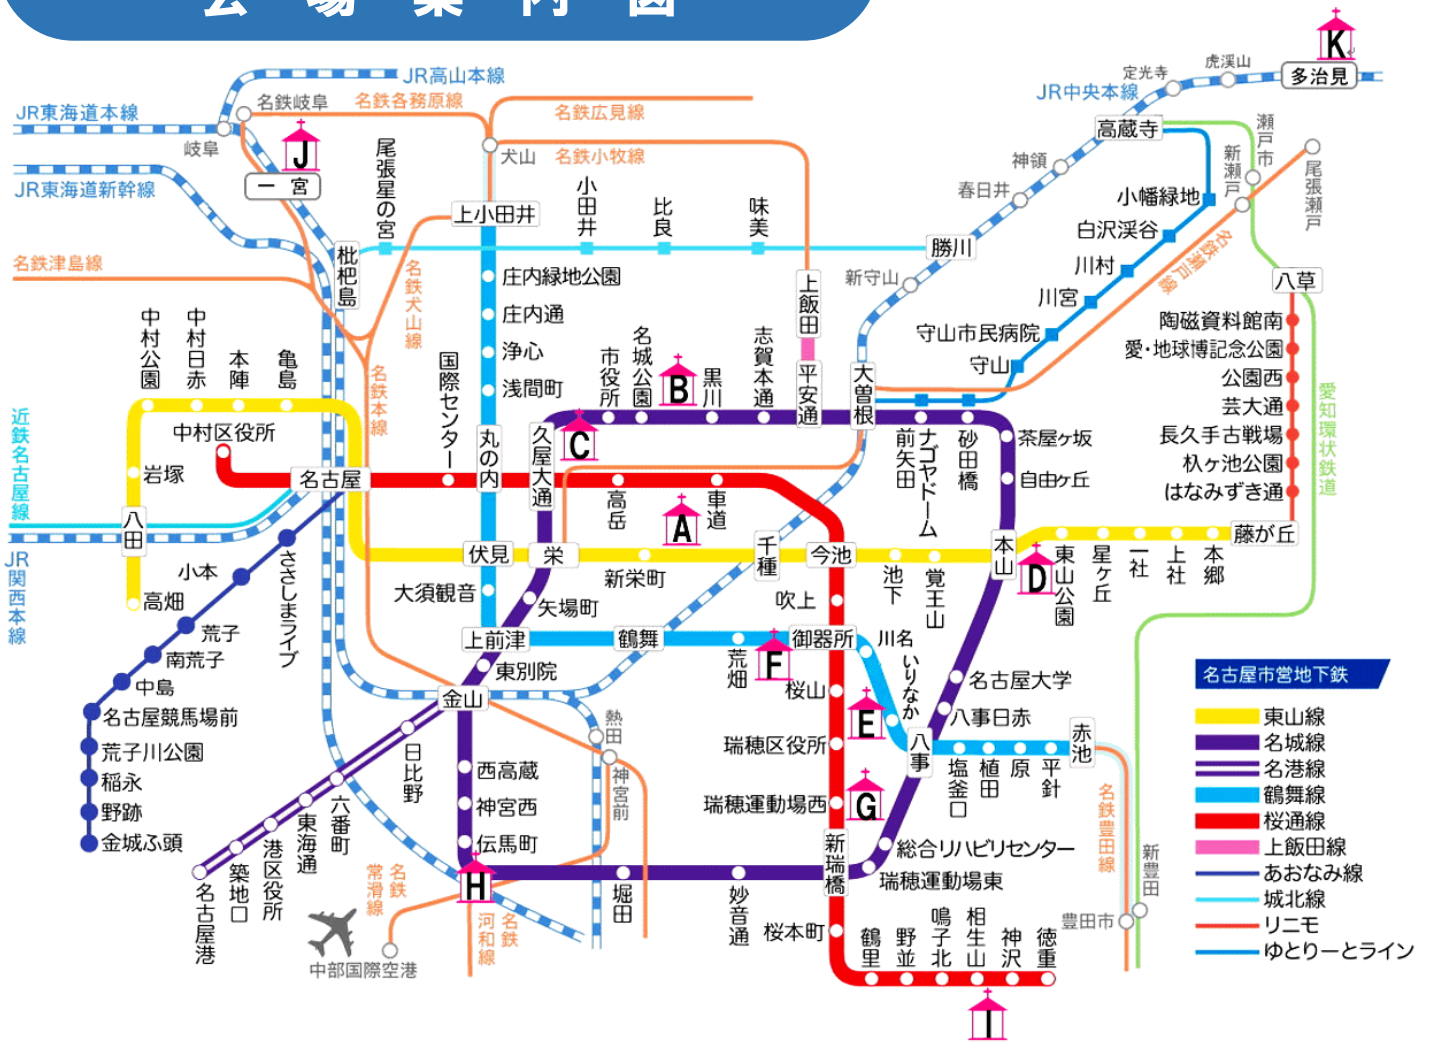 会場案内図
K
多治見
虎渓山
定光寺
JR中央本線
JR高山本線
名鉄岐阜
名鉄各務原線
名鉄広見線
JR東海道本線
岐阜
J
一宮
犬山
名鉄小牧線
高蔵寺
瀬戸市
新瀬戸
尾張瀬戸
神領
春日井
小幡緑地
JR東海道新幹線
尾張星の宮
小田井
比良
味美
上小田井
白沢渓谷
名鉄瀬戸線
勝川
枇杷島
名鉄津島線
名鉄犬山線
庄内緑地公園
川村
新守山
上飯田
八草
川宮
庄内通
陶磁資料館南
中村公園
中村日赤
本陣
亀島
国際センター
浄心
市役所
名城公園
B
黒川
志賀本通
守山市民病院
愛・地球博記念公園
守山
浅間町
平安通
大曽根
公園西
名鉄本線
愛知環状鉄道
芸大通
近鉄名古屋線
中村区役所
丸の内
久屋大通
C
前矢田
ナゴヤドーム
砂田橋
茶屋ヶ坂
長久手古戦場
杁ヶ池公園
岩塚
名古屋
高岳
車道
自由ヶ丘
はなみずき通
八田
A
千種
藤が丘
伏見
栄
今池
本山
JR関西本線
ささしまライブ
小本
新栄町
池下
覚王山
D
東山公園
星ヶ丘
一社
上社
本郷
高畑
大須観音
矢場町
吹上
荒子
上前津
鶴舞
荒畑
F
御器所
川名
南荒子
東別院
いりなか
中島
金山
桜山
名古屋大学
名古屋市営地下鉄
名古屋競馬場前
熱田
E
八事日赤
東山線
荒子川公園
日比野
瑞穂区役所
八事
赤池
名城線
稲永
西高蔵
神宮前
塩釜口
植田
原
平針
名港線
野跡
六番町
神宮西
瑞穂運動場西
G
名鉄豊田線
鶴舞線
金城ふ頭
東海通
伝馬町
新瑞橋
総合リハビリセンター
桜通線
港区役所
築地口
名古屋港
名鉄常滑線
H
堀田
妙音通
瑞穂運動場東
新豊田
上飯田線
あおなみ線
名鉄河和線
桜本町
鶴里
野並
鳴子北
相生山
神沢
徳重
豊田市
城北線
リニモ
中部国際空港
ゆとりーとライン
I